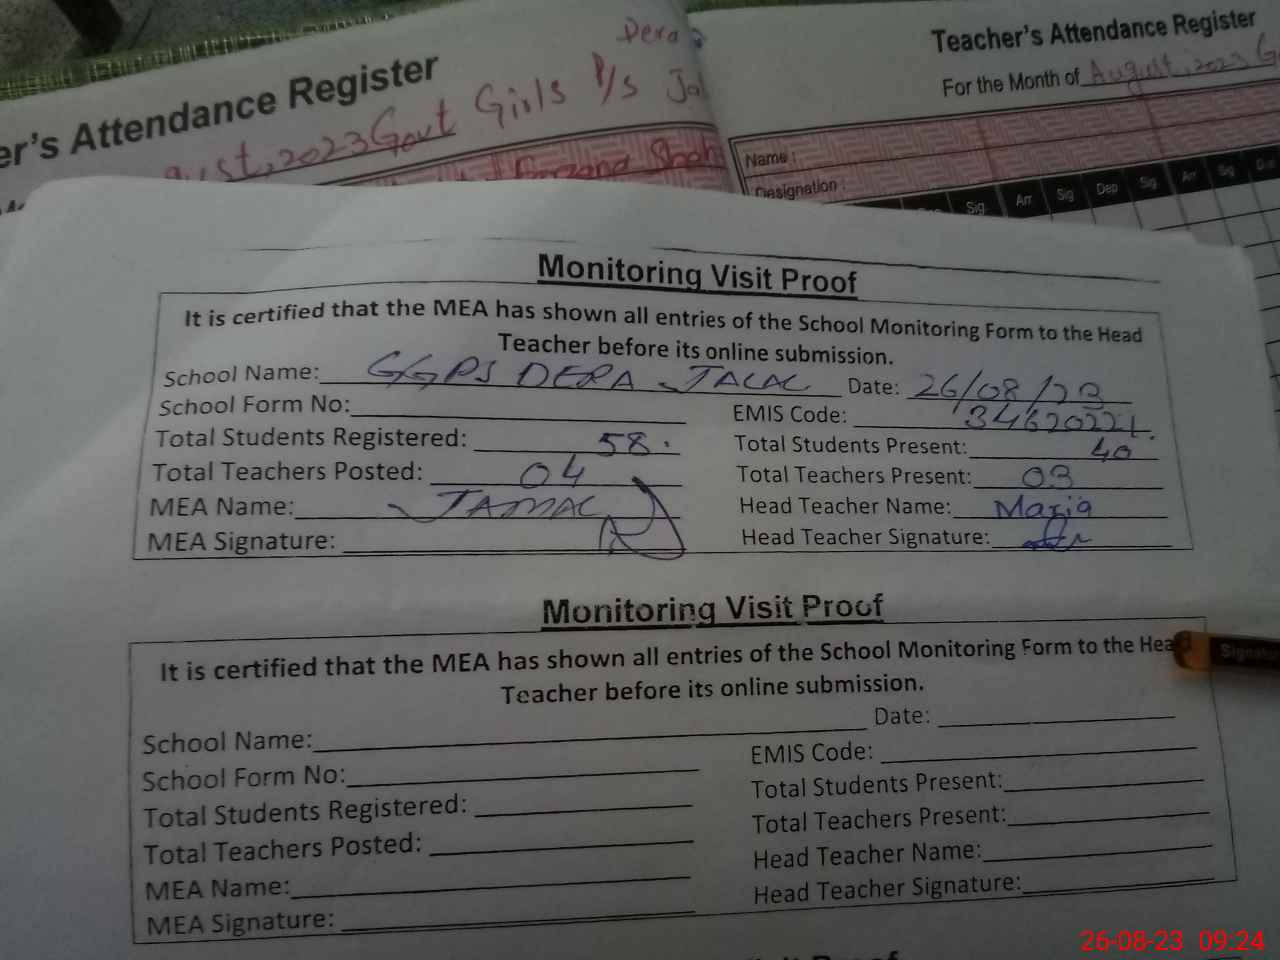 Dera
er's Attendance Register
gust, 2023 Govt Girls P/S Jal
Farzana Shah
Teacher's Attendance Register
For the Month of August, 2023 G
Name :
Designation :
Sig Arr Sig Dep Sig Arr Sig
Monitoring Visit Proof
It is certified that the MEA has shown all entries of the School Monitoring Form to the Head
Teacher before its online submission.
School Name: GGPS DERA JALAL Date: 26/08/23
School Form No: EMIS Code: 34620221.
Total Students Registered: 58. Total Students Present: 40
Total Teachers Posted: 04 Total Teachers Present: 03
MEA Name: JAMAL Head Teacher Name: Maria
MEA Signature: Head Teacher Signature:
Monitoring Visit Proof
It is certified that the MEA has shown all entries of the School Monitoring Form to the Head
Teacher before its online submission.
School Name: Date:
School Form No: EMIS Code:
Total Students Registered: Total Students Present:
Total Teachers Posted: Total Teachers Present:
MEA Name: Head Teacher Name:
MEA Signature: Head Teacher Signature:
Signatu
26-08-23 09:24